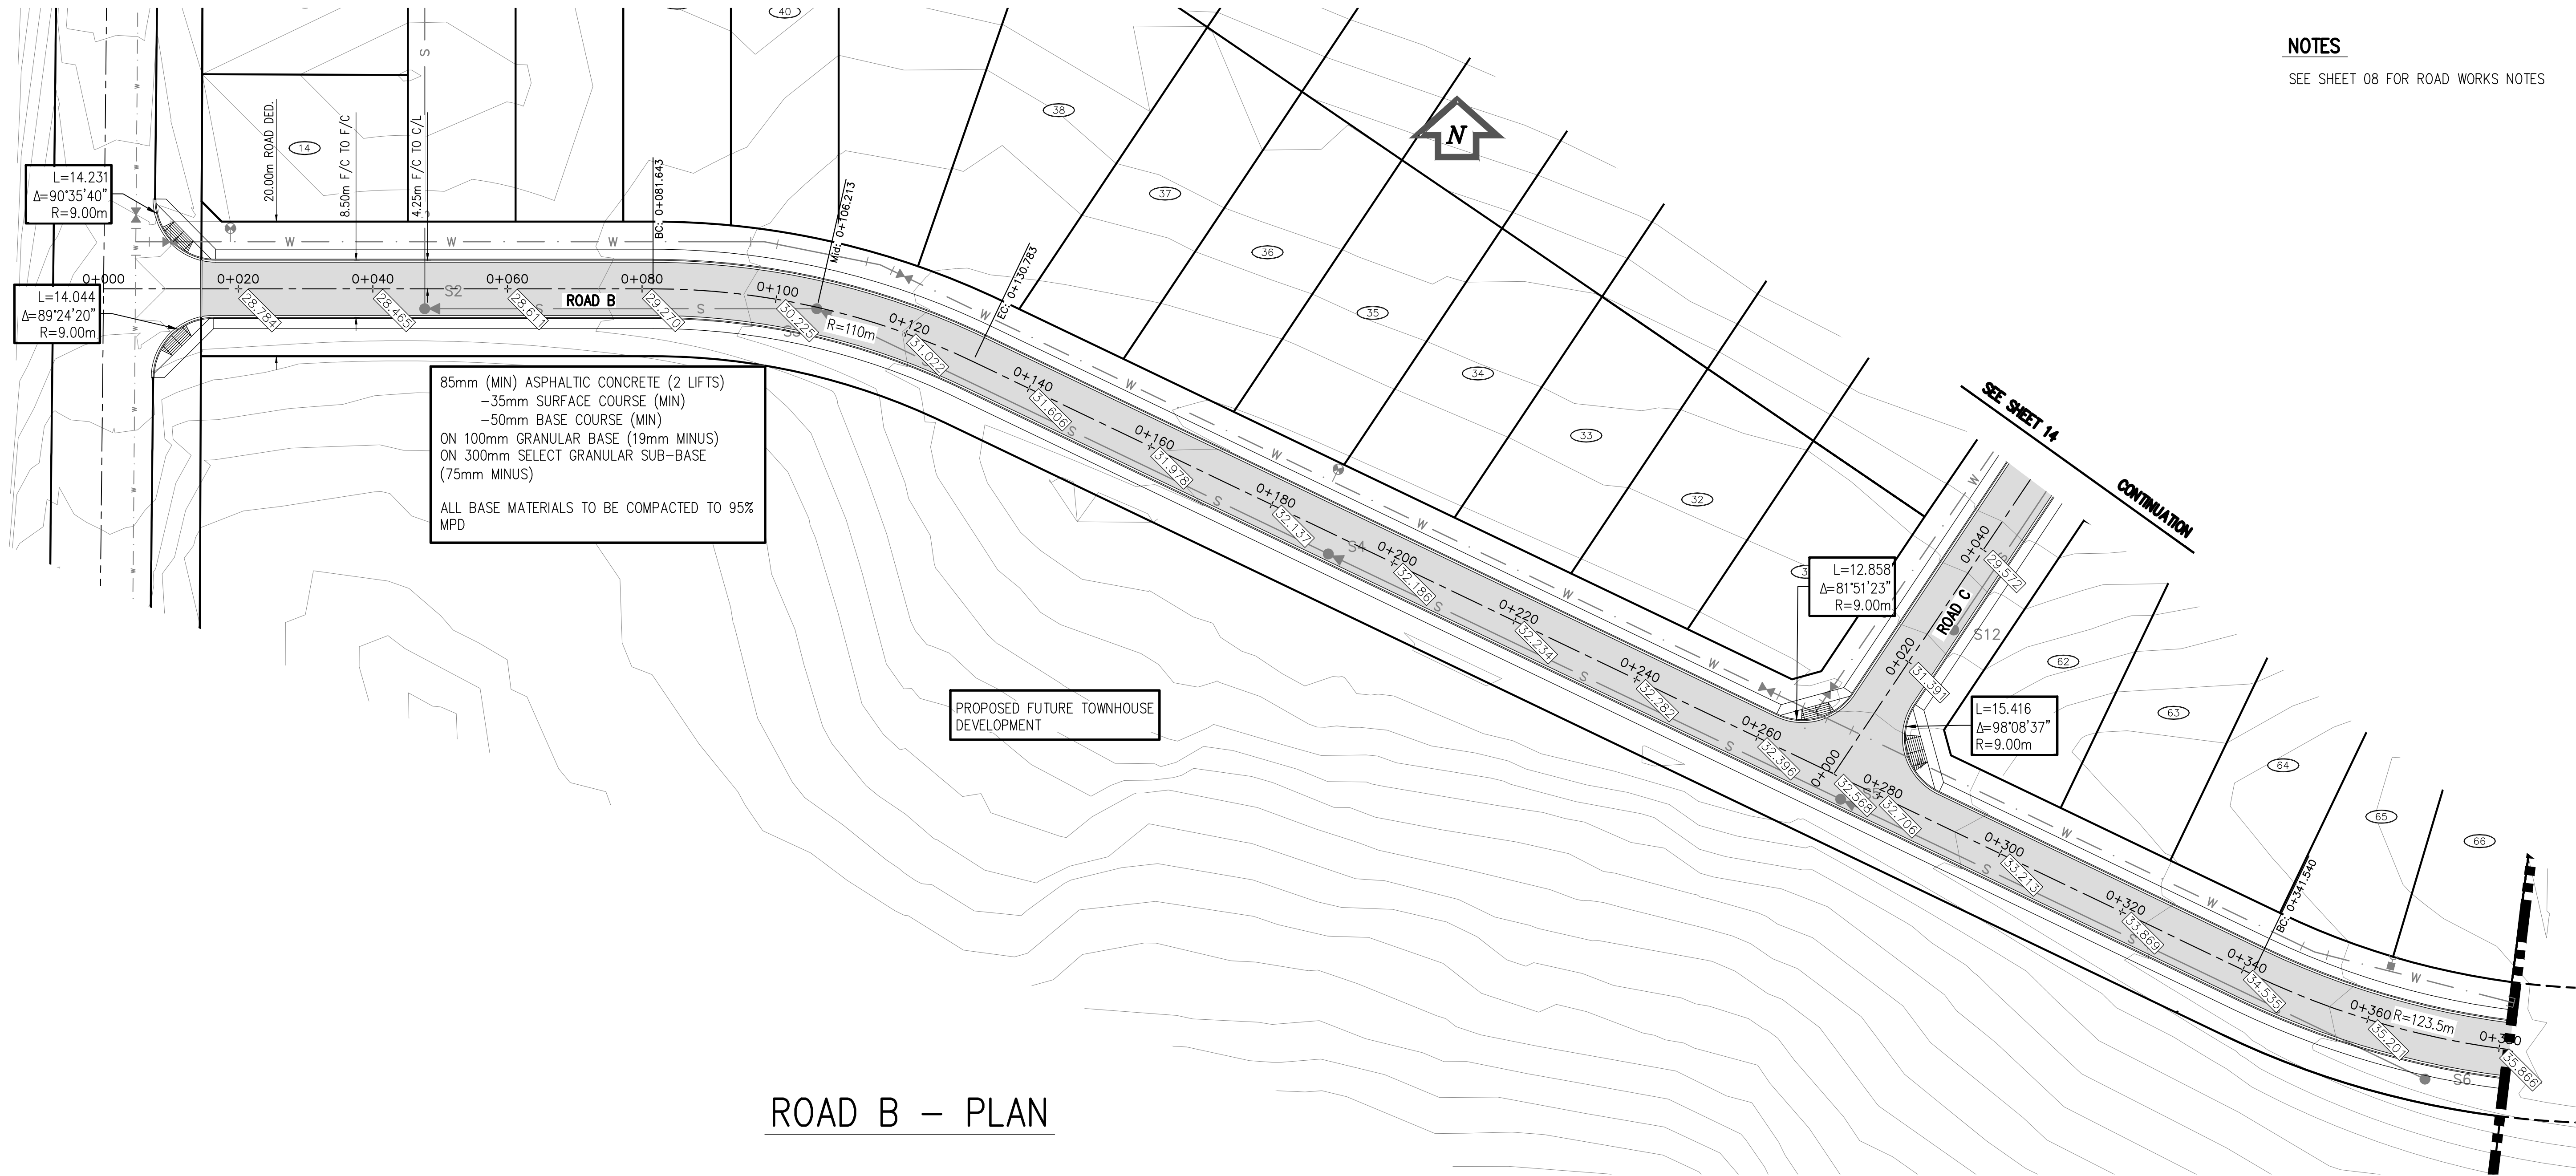 NOTES
SEE SHEET 08 FOR ROAD WORKS NOTES
40
38
37
36
35
34
33
32
14
N
L=14.231
Δ=90°35'40"
R=9.00m
L=14.044
Δ=89°24'20"
R=9.00m
20.00m ROAD DED.
8.50m F/C TO F/C
4.25m F/C TO C/L
S
BC: 0+081.643
Mid: 0+106.213
EC: 0+130.783
W
W
W
W
W
W
W
W
W
W
W
W
W
W
0+000
0+020
0+040
0+060
0+080
0+100
0+120
0+140
0+160
0+180
0+200
0+220
0+240
0+260
0+280
0+300
0+320
0+340
0+360
28.784
28.465
28.611
29.270
30.225
31.022
31.606
31.978
32.137
32.186
32.234
32.282
32.396
32.568
32.706
33.213
33.869
34.535
35.201
35.866
ROAD B
S2
S
S
R=110m
S
S
S4
S
S
S
S
S
S6
85mm (MIN) ASPHALTIC CONCRETE (2 LIFTS)
-35mm SURFACE COURSE (MIN)
-50mm BASE COURSE (MIN)
ON 100mm GRANULAR BASE (19mm MINUS)
ON 300mm SELECT GRANULAR SUB-BASE
(75mm MINUS)
ALL BASE MATERIALS TO BE COMPACTED TO 95%
MPD
PROPOSED FUTURE TOWNHOUSE
DEVELOPMENT
SEE SHEET 14
CONTINUATION
L=12.858
Δ=81°51'23"
R=9.00m
0+040
29.572
ROAD C
S12
0+020
31.391
0+000
L=15.416
Δ=98°08'37"
R=9.00m
62
63
64
65
66
BC: 0+341.540
R=123.5m
ROAD B - PLAN